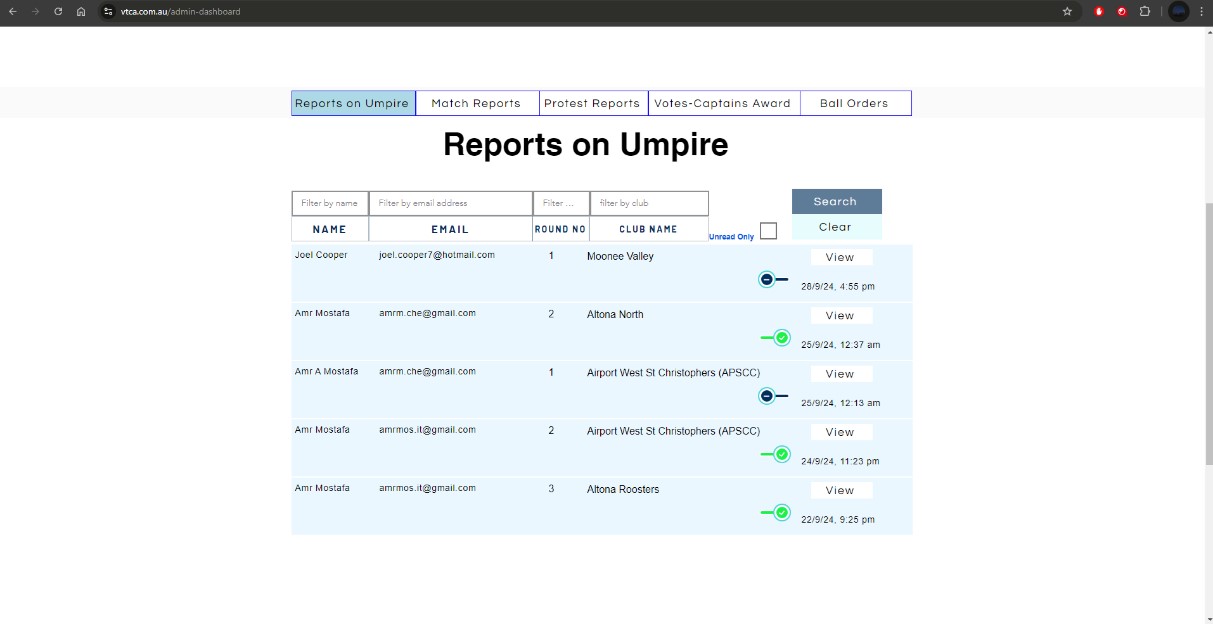 vtca.com.au/admin-dashboard
Reports on Umpire Match Reports Protest Reports Votes-Captains Award Ball Orders
Reports on Umpire
Filter by name Filter by email address Filter ... filter by club Search
NAME EMAIL ROUND NO CLUB NAME Unread Only Clear
Joel Cooper joel.cooper7@hotmail.com 1 Moonee Valley View
28/9/24, 4:55 pm
Amr Mostafa amrm.che@gmail.com 2 Altona North View
25/9/24, 12:37 am
Amr A Mostafa amrm.che@gmail.com 1 Airport West St Christophers (APSCC) View
25/9/24, 12:13 am
Amr Mostafa amrmos.it@gmail.com 2 Airport West St Christophers (APSCC) View
24/9/24, 11:23 pm
Amr Mostafa amrmos.it@gmail.com 3 Altona Roosters View
22/9/24, 9:25 pm